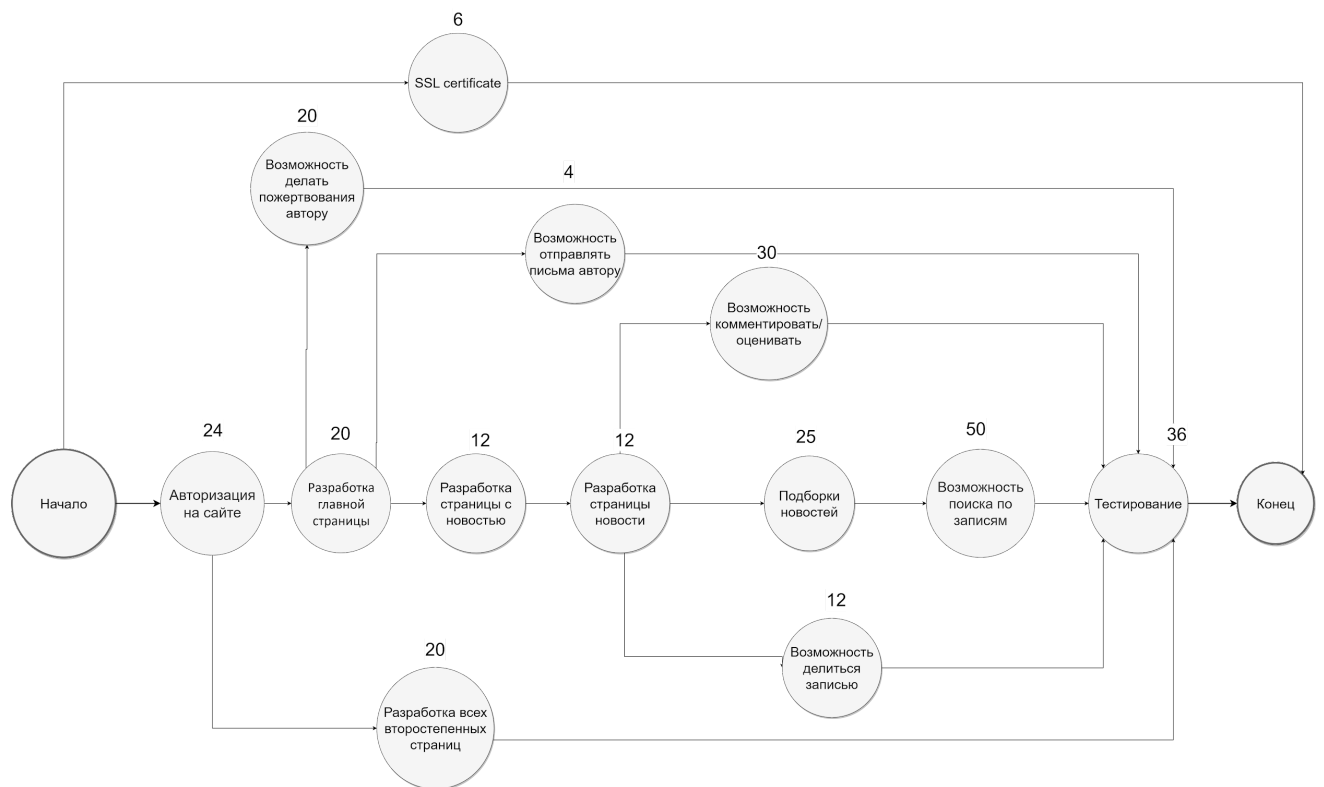 6
SSL certificate
20
Возможность
делать
пожертвования
автору
4
Возможность
отправлять
письма автору
30
Возможность
комментировать/
оценивать
Начало
24
Авторизация
на сайте
20
Разработка
главной
страницы
12
Разработка
страницы с
новостью
12
Разработка
страницы
новости
25
Подборки
новостей
50
Возможность
поиска по
записям
36
Тестирование
Конец
12
Возможность
делиться
записью
20
Разработка всех
второстепенных
страниц